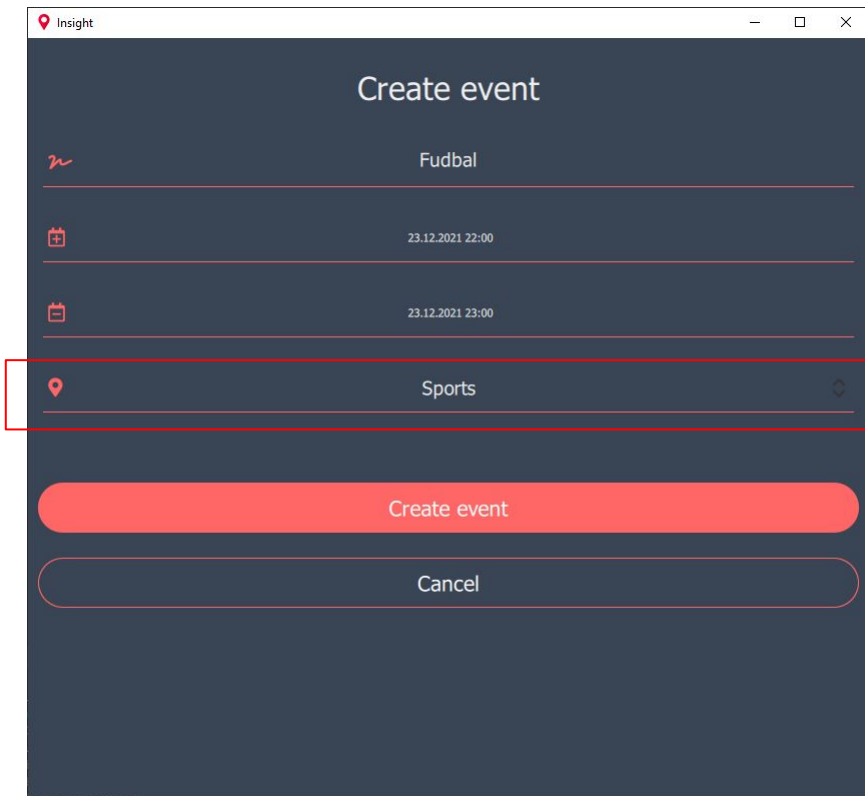 Insight
Create event
Fudbal
23.12.2021 22:00
23.12.2021 23:00
Sports
Create event
Cancel